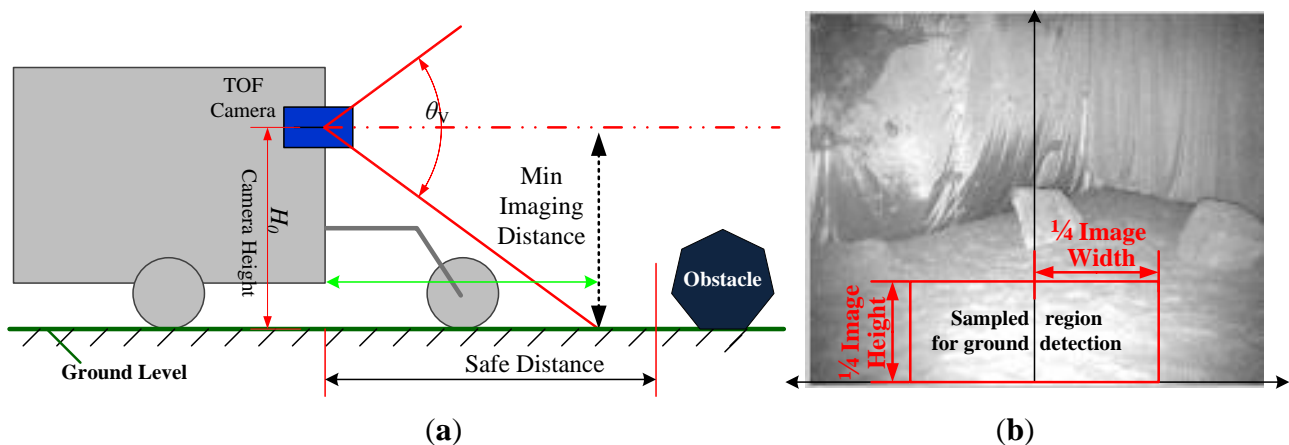 TOF
Camera
θV
H0
Camera Height
Min
Imaging
Distance
Obstacle
Safe Distance
Ground Level
(a)
¼ Image
Width
¼ Image
Height
Sampled region
for ground detection
(b)